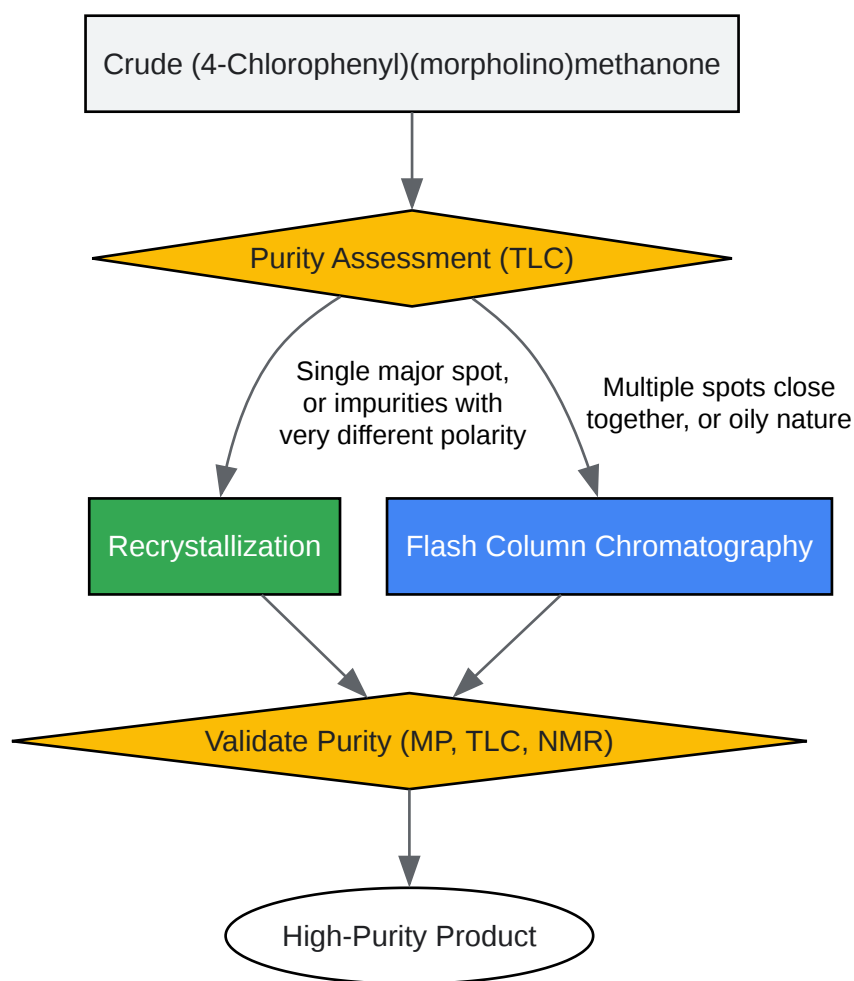 Crude (4-Chlorophenyl)(morpholino)methanone
Purity Assessment (TLC)
Single major spot,
or impurities with
very different polarity
Multiple spots close
together, or oily nature
Recrystallization
Flash Column Chromatography
Validate Purity (MP, TLC, NMR)
High-Purity Product